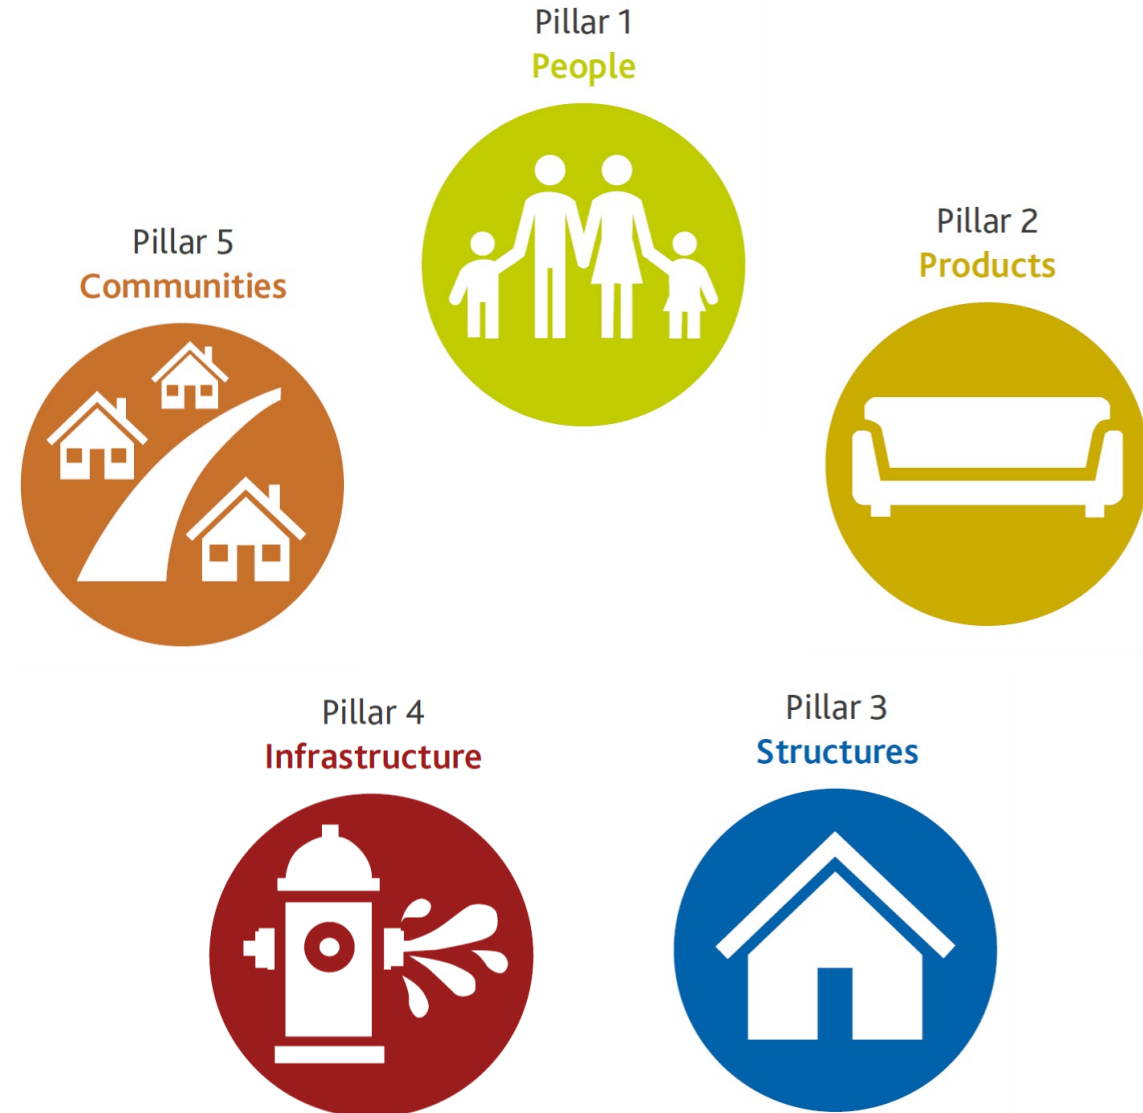 Pillar 1
People
Pillar 2
Products
Pillar 3
Structures
Pillar 4
Infrastructure
Pillar 5
Communities